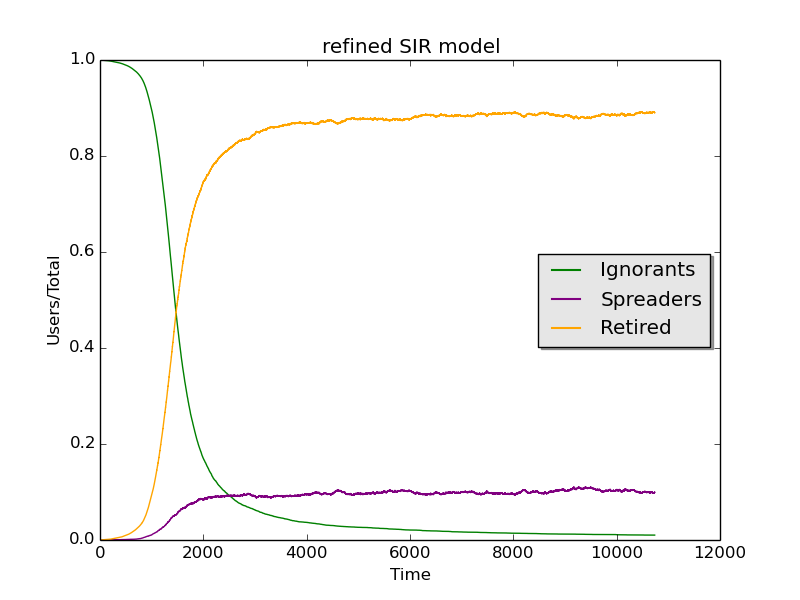 refined SIR model
1.0
0.8
0.6
0.4
0.2
0.0
Users/Total
Ignorants
Spreaders
Retired
0 2000 4000 6000 8000 10000 12000
Time